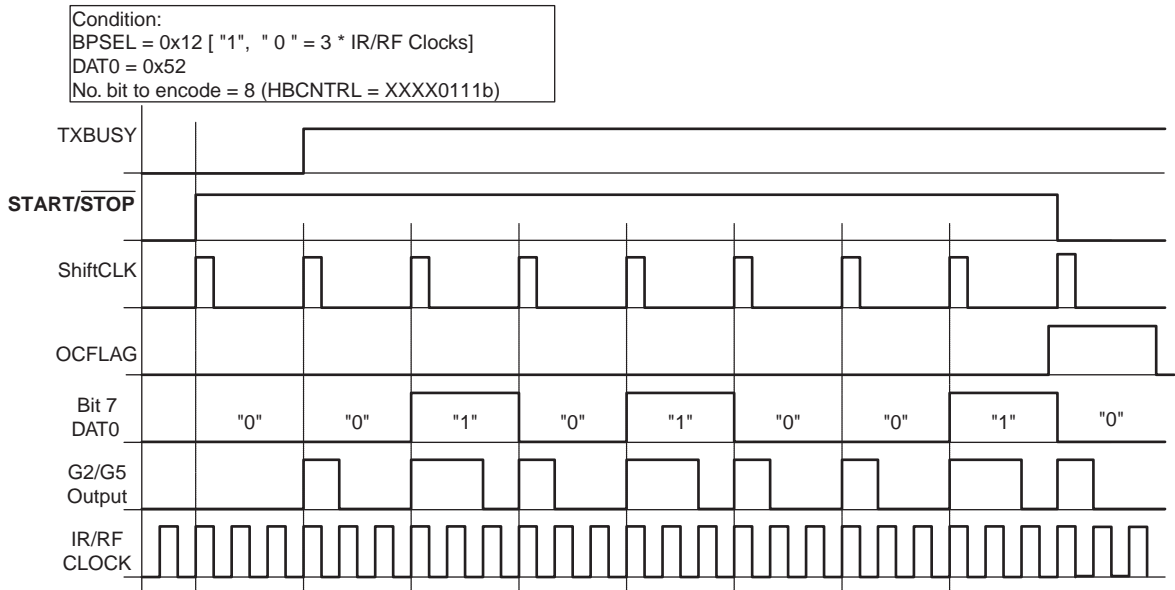 Condition:
BPSEL = 0x12 [ "1", " 0 " = 3 * IR/RF Clocks]
DAT0 = 0x52
No. bit to encode = 8 (HBCNTRL = XXXX0111b)
TXBUSY
START/STOP
ShiftCLK
OCFLAG
Bit 7
DAT0
"0" "0" "1" "0" "1" "0" "0" "1" "0"
G2/G5
Output
IR/RF
CLOCK